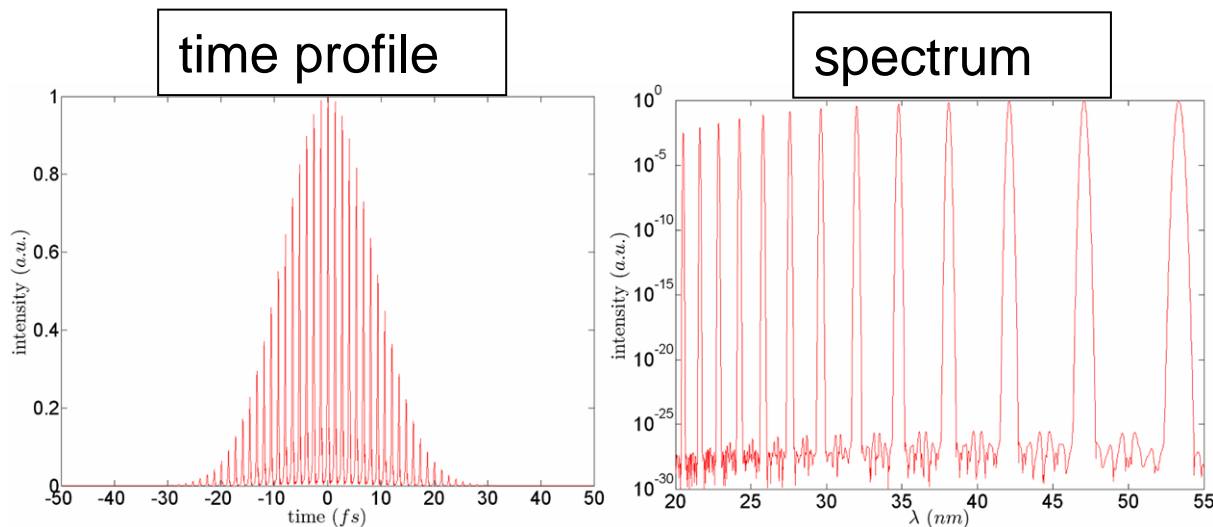 time profile
spectrum
intensity (a.u.)
1
0.8
0.6
0.4
0.2
0
-50 -40 -30 -20 -10 0 10 20 30 40 50
time (fs)
intensity (a.u.)
10^0
10^-5
10^-10
10^-15
10^-20
10^-25
10^-30
20 25 30 35 40 45 50 55
λ (nm)